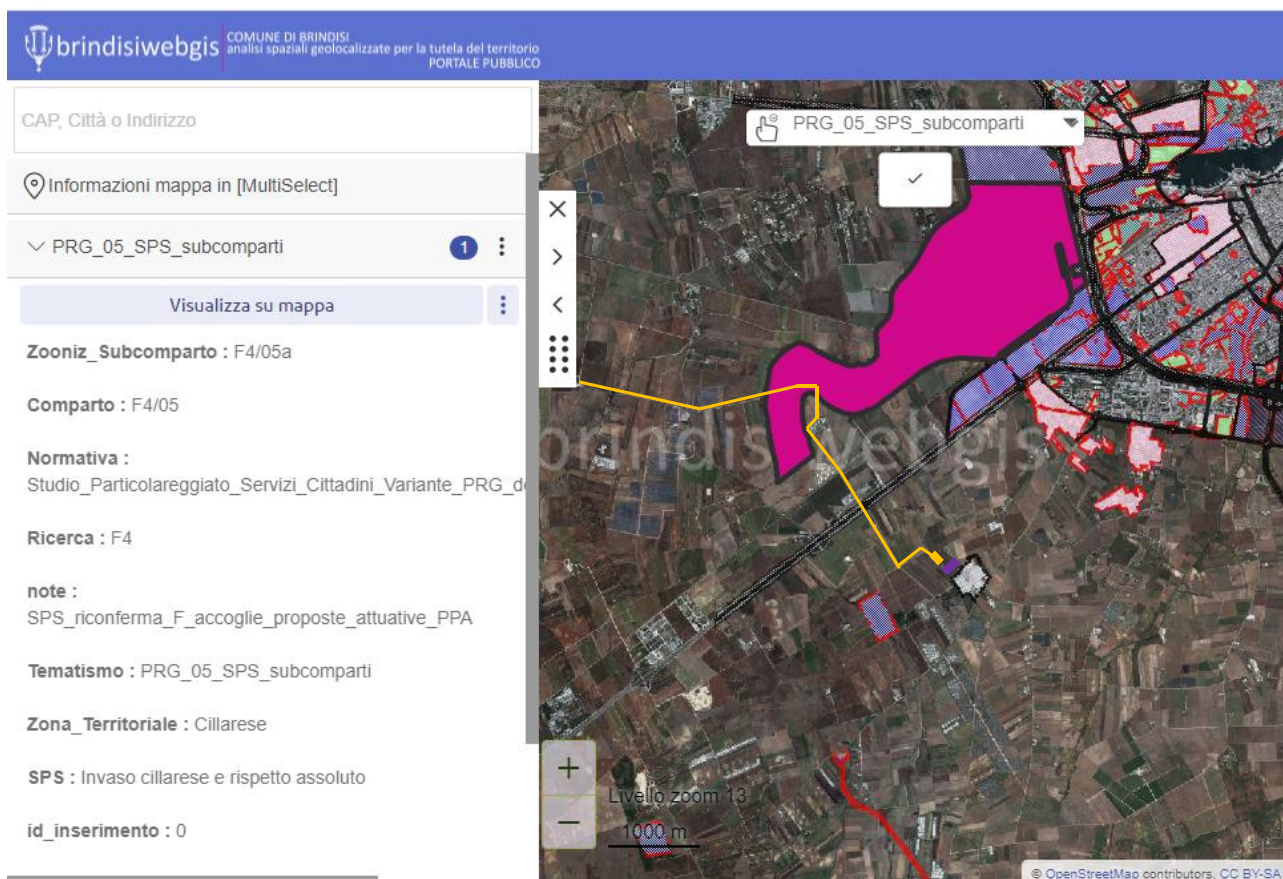 brindisiwebgis
COMUNE DI BRINDISI
analisi spaziali geolocalizzate per la tutela del territorio
PORTALE PUBBLICO
CAP, Città o Indirizzo
Informazioni mappa in [MultiSelect]
PRG_05_SPS_subcomparti
1
Visualizza su mappa
Zooniz_Subcomparto : F4/05a
Comparto : F4/05
Normativa :
Studio_Particolareggiato_Servizi_Cittadini_Variante_PRG_d
Ricerca : F4
note :
SPS_riconferma_F_accoglie_proposte_attuative_PPA
Tematismo : PRG_05_SPS_subcomparti
Zona_Territoriale : Cillarese
SPS : Invaso cillarese e rispetto assoluto
id_inserimento : 0
PRG_05_SPS_subcomparti
brindisiwebgis
Livello zoom 13
1000 m
© OpenStreetMap contributors, CC BY-SA